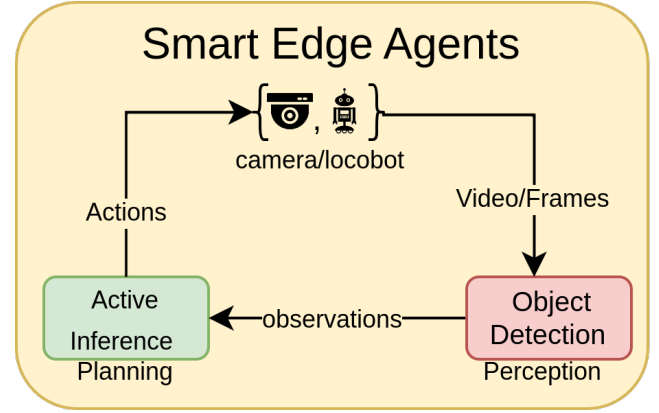 Smart Edge Agents
{ , }
camera/locobot
Actions
Video/Frames
Active
Inference
Planning
observations
Object
Detection
Perception